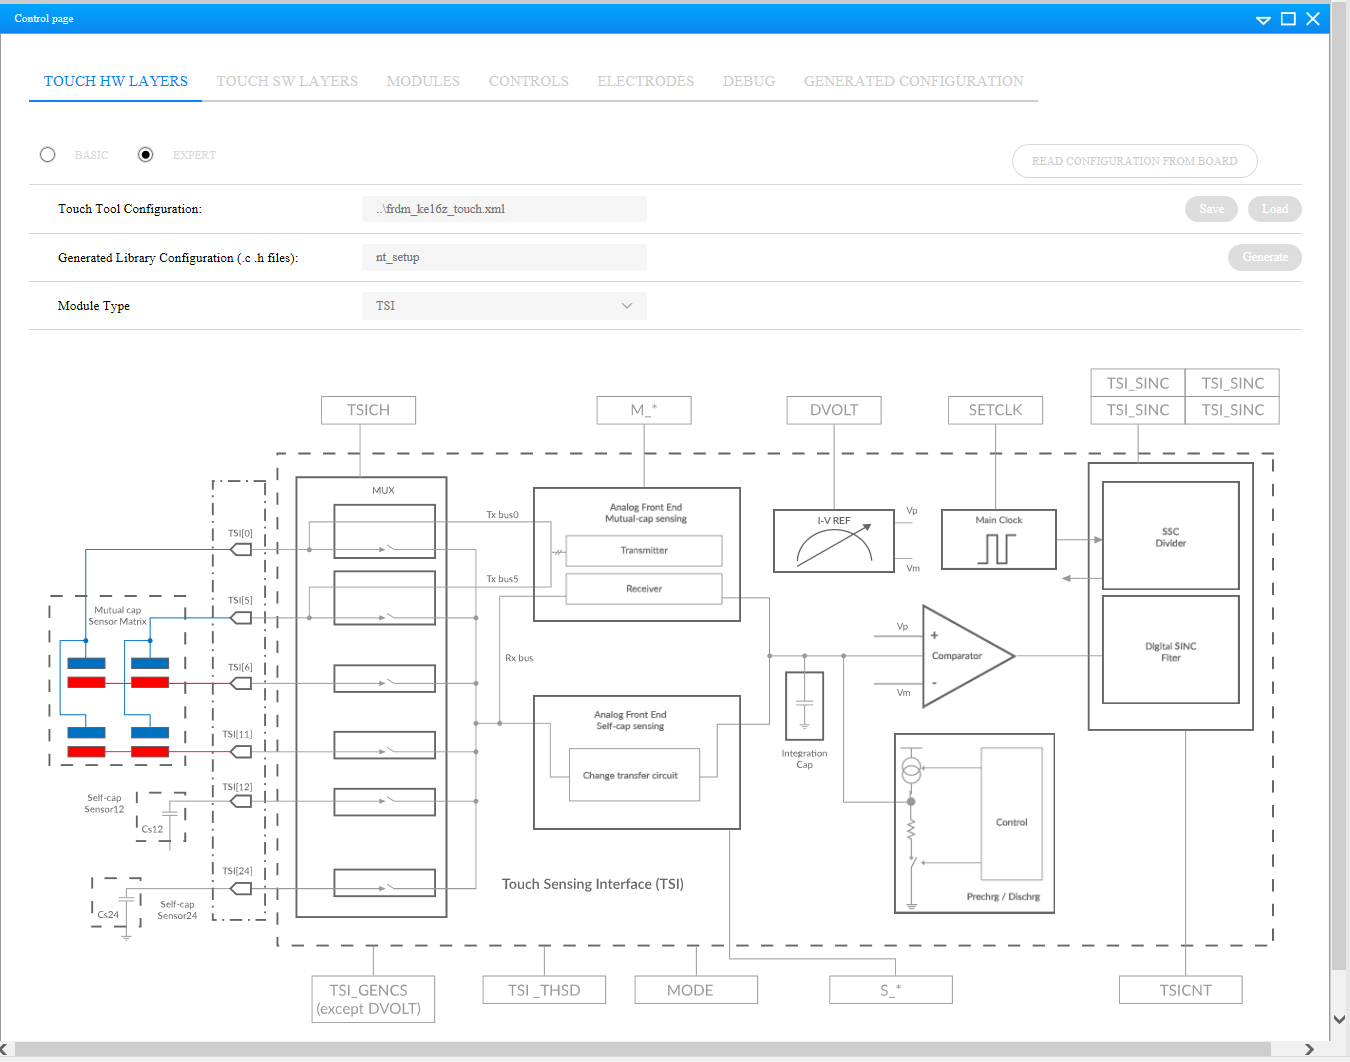 Control page
TOUCH HW LAYERS TOUCH SW LAYERS MODULES CONTROLS ELECTRODES DEBUG GENERATED CONFIGURATION
BASIC EXPERT READ CONFIGURATION FROM BOARD
Touch Tool Configuration: ..\frdm_ke16z_touch.xml Save Load
Generated Library Configuration (.c .h files): nt_setup Generate
Module Type TSI
TSI_SINC TSI_SINC
TSICH M_* DVOLT SETCLK TSI_SINC TSI_SINC
MUX
Analog Front End
Mutual-cap sensing
Tx bus0
I-V REF
Vp
Vm
Main Clock
SSC
Divider
TSI[0]
Transmitter
Tx bus5
Receiver
TSI[5]
Mutual cap
Sensor Matrix
Vp
+
Comparator
-
Vm
Digital SINC
Fiter
Rx bus
TSI[6]
Analog Front End
Self-cap sensing
TSI[11]
Integration
Cap
Change transfer circuit
TSI[12]
Self-cap
Sensor12
Cs12
Control
TSI[24]
Touch Sensing Interface (TSI)
Prechrg / Dischrg
Cs24
Self-cap
Sensor24
TSI_GENCS
(except DVOLT)
TSI _THSD
MODE
S_*
TSICNT